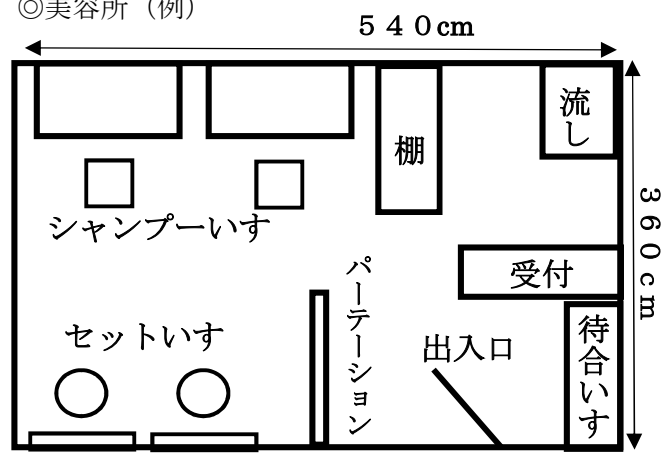 ◎美容所（例）
５４０cm
流し
棚
３６０ｃｍ
シャンプーいす
受付
パーテーション
セットいす
出入口
待合いす